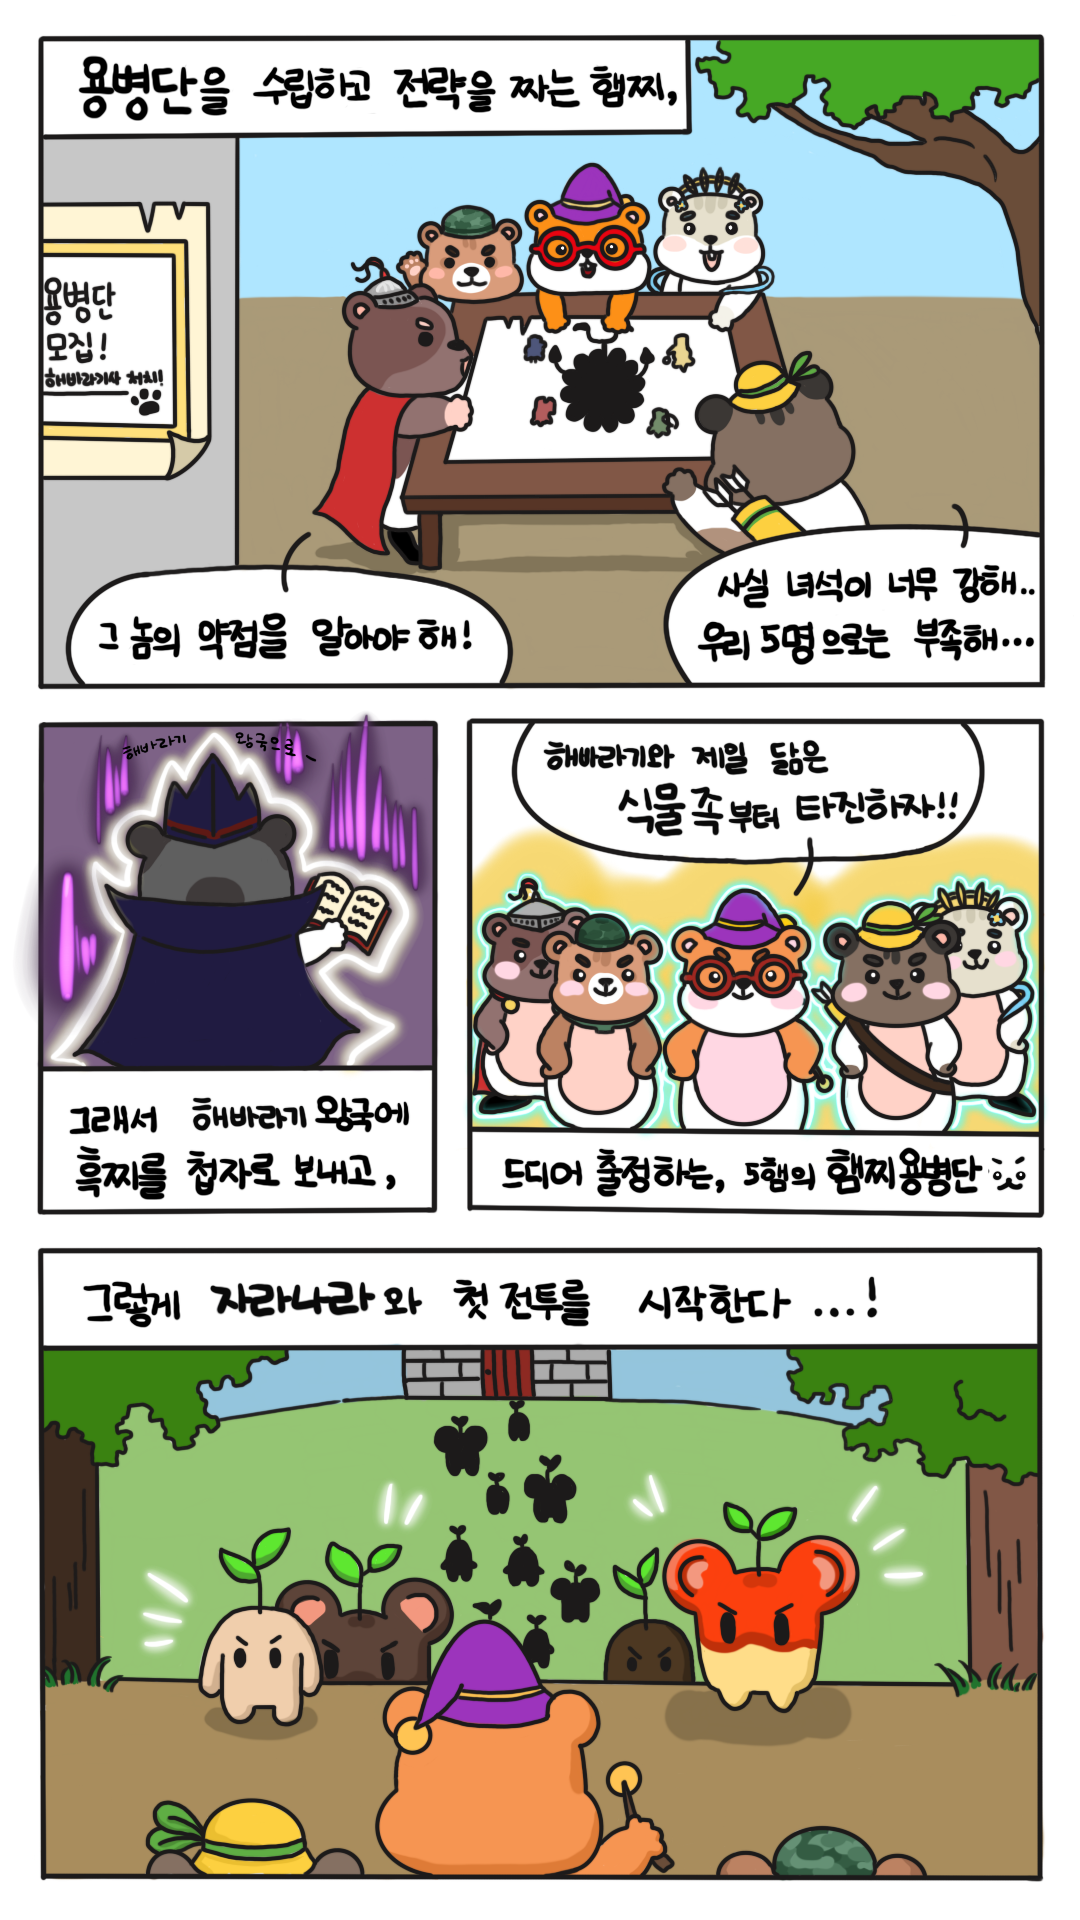 용병단을 수립하고 전략을 짜는 햄찌,
용병단
모집!
해바라기사 처치!
그 놈의 약점을 알아야 해!
사실 녀석이 너무 강해..
우리 5명으로는 부족해...
해바라기 왕국으로_
그래서 해바라기 왕국에
흑찌를 첩자로 보내고,
해바라기와 제일 닮은
식물족부터 타진하자!!
드디어 출정하는, 5햄의 햄찌용병단
그렇게 자라나라와 첫 전투를 시작한다 ...!